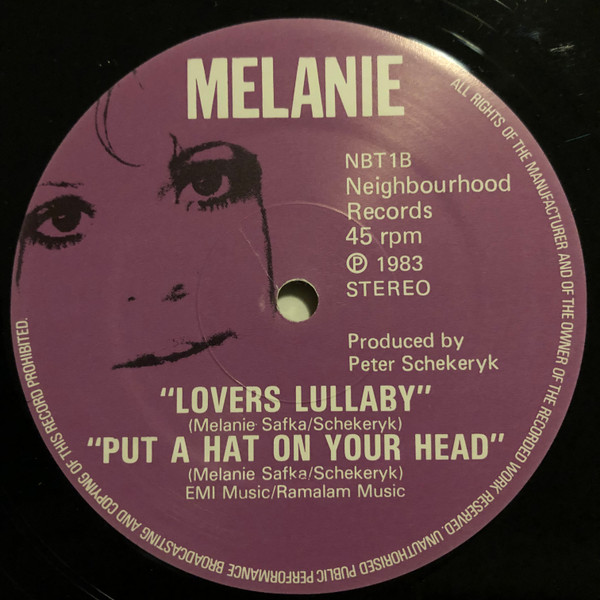 MELANIE
NBT1B
Neighbourhood
Records
45 rpm
Ⓟ 1983
STEREO
Produced by
Peter Schekeryk
“LOVERS LULLABY”
(Melanie Safka/Schekeryk)
“PUT A HAT ON YOUR HEAD”
(Melanie Safka/Schekeryk)
EMI Music/Ramalam Music
ALL RIGHTS OF THE MANUFACTURER AND OF THE OWNER OF THE RECORDED WORK RESERVED. UNAUTHORISED PUBLIC PERFORMANCE BROADCASTING AND COPYING OF THIS RECORD PROHIBITED.